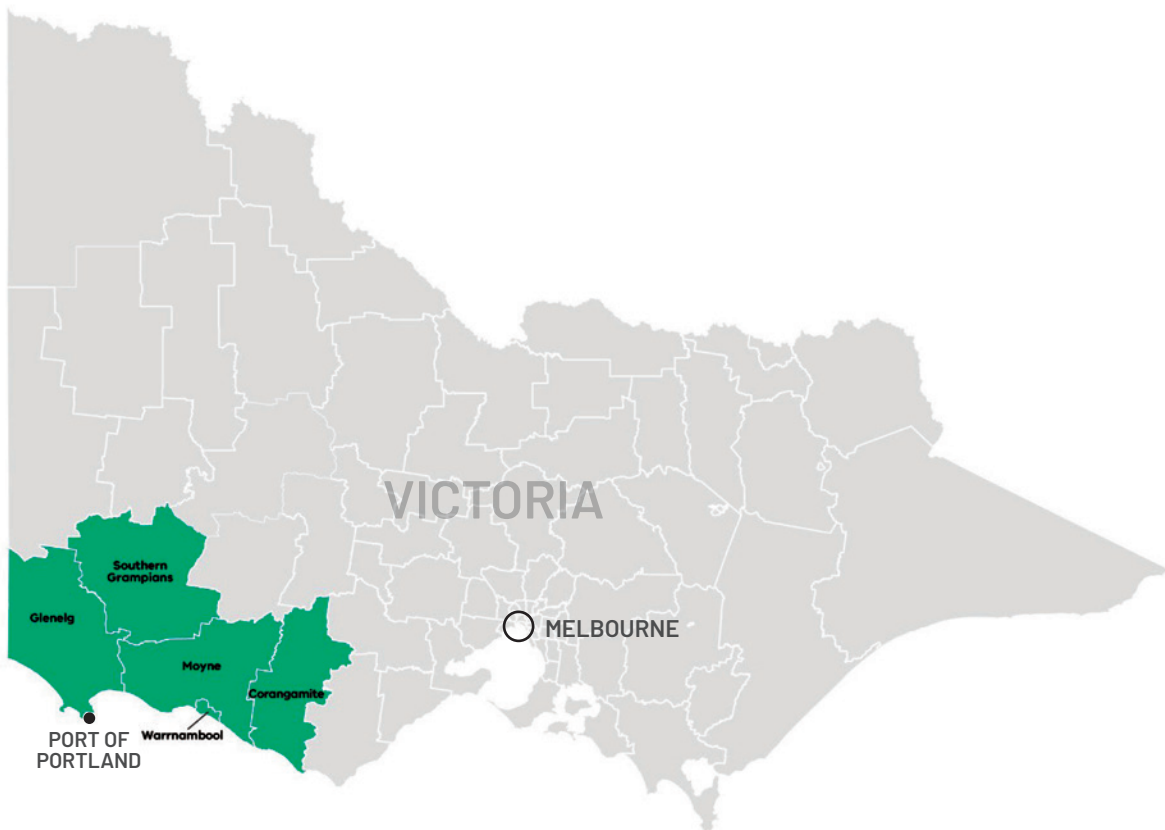 VICTORIA
Southern
Grampians
Glenelg
MELBOURNE
Moyne
Corangamite
Warrnambool
PORT OF
PORTLAND